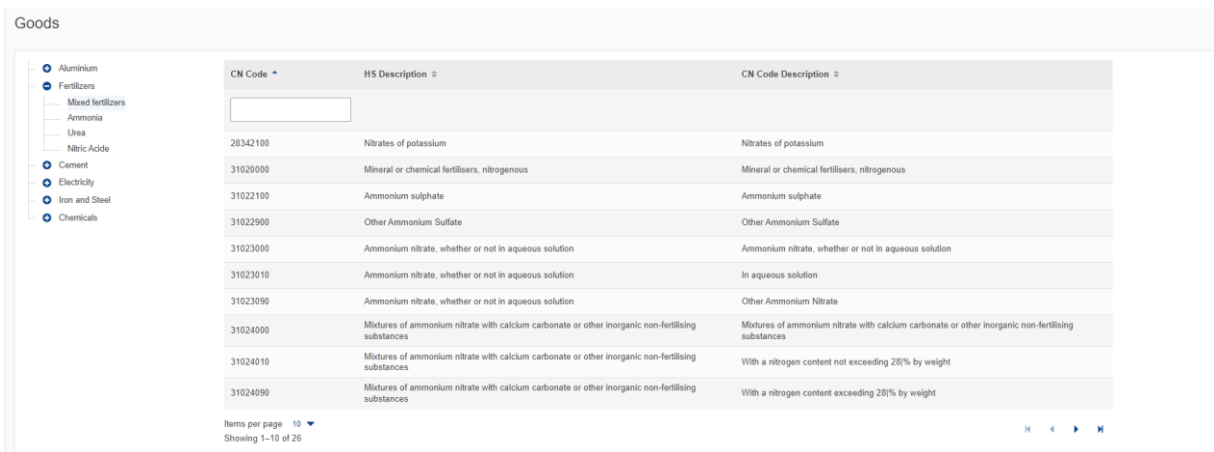 Goods
Aluminium
Fertilizers
Mixed fertilizers
Ammonia
Urea
Nitric Acide
Cement
Electricity
Iron and Steel
Chemicals
CN Code HS Description CN Code Description
28342100 Nitrates of potassium Nitrates of potassium
31020000 Mineral or chemical fertilisers, nitrogenous Mineral or chemical fertilisers, nitrogenous
31022100 Ammonium sulphate Ammonium sulphate
31022900 Other Ammonium Sulfate Other Ammonium Sulfate
31023000 Ammonium nitrate, whether or not in aqueous solution Ammonium nitrate, whether or not in aqueous solution
31023010 Ammonium nitrate, whether or not in aqueous solution In aqueous solution
31023090 Ammonium nitrate, whether or not in aqueous solution Other Ammonium Nitrate
31024000 Mixtures of ammonium nitrate with calcium carbonate or other inorganic non-fertilising substances Mixtures of ammonium nitrate with calcium carbonate or other inorganic non-fertilising substances
31024010 Mixtures of ammonium nitrate with calcium carbonate or other inorganic non-fertilising substances With a nitrogen content not exceeding 28|% by weight
31024090 Mixtures of ammonium nitrate with calcium carbonate or other inorganic non-fertilising substances With a nitrogen content exceeding 28|% by weight
Items per page 10
Showing 1–10 of 26